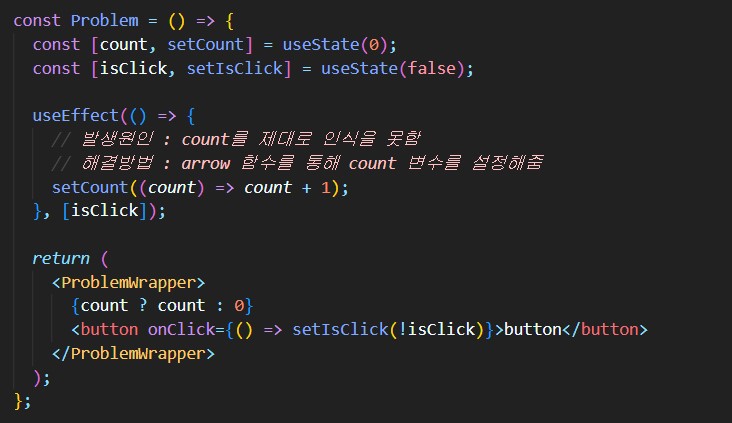 const Problem = () => {
const [count, setCount] = useState(0);
const [isClick, setIsClick] = useState(false);
useEffect(() => {
// 발생원인 : count를 제대로 인식을 못함
// 해결방법 : arrow 함수를 통해 count 변수를 설정해줌
setCount((count) => count + 1);
}, [isClick]);
return (
<ProblemWrapper>
{count ? count : 0}
<button onClick={() => setIsClick(!isClick)}>button</button>
</ProblemWrapper>
);
};